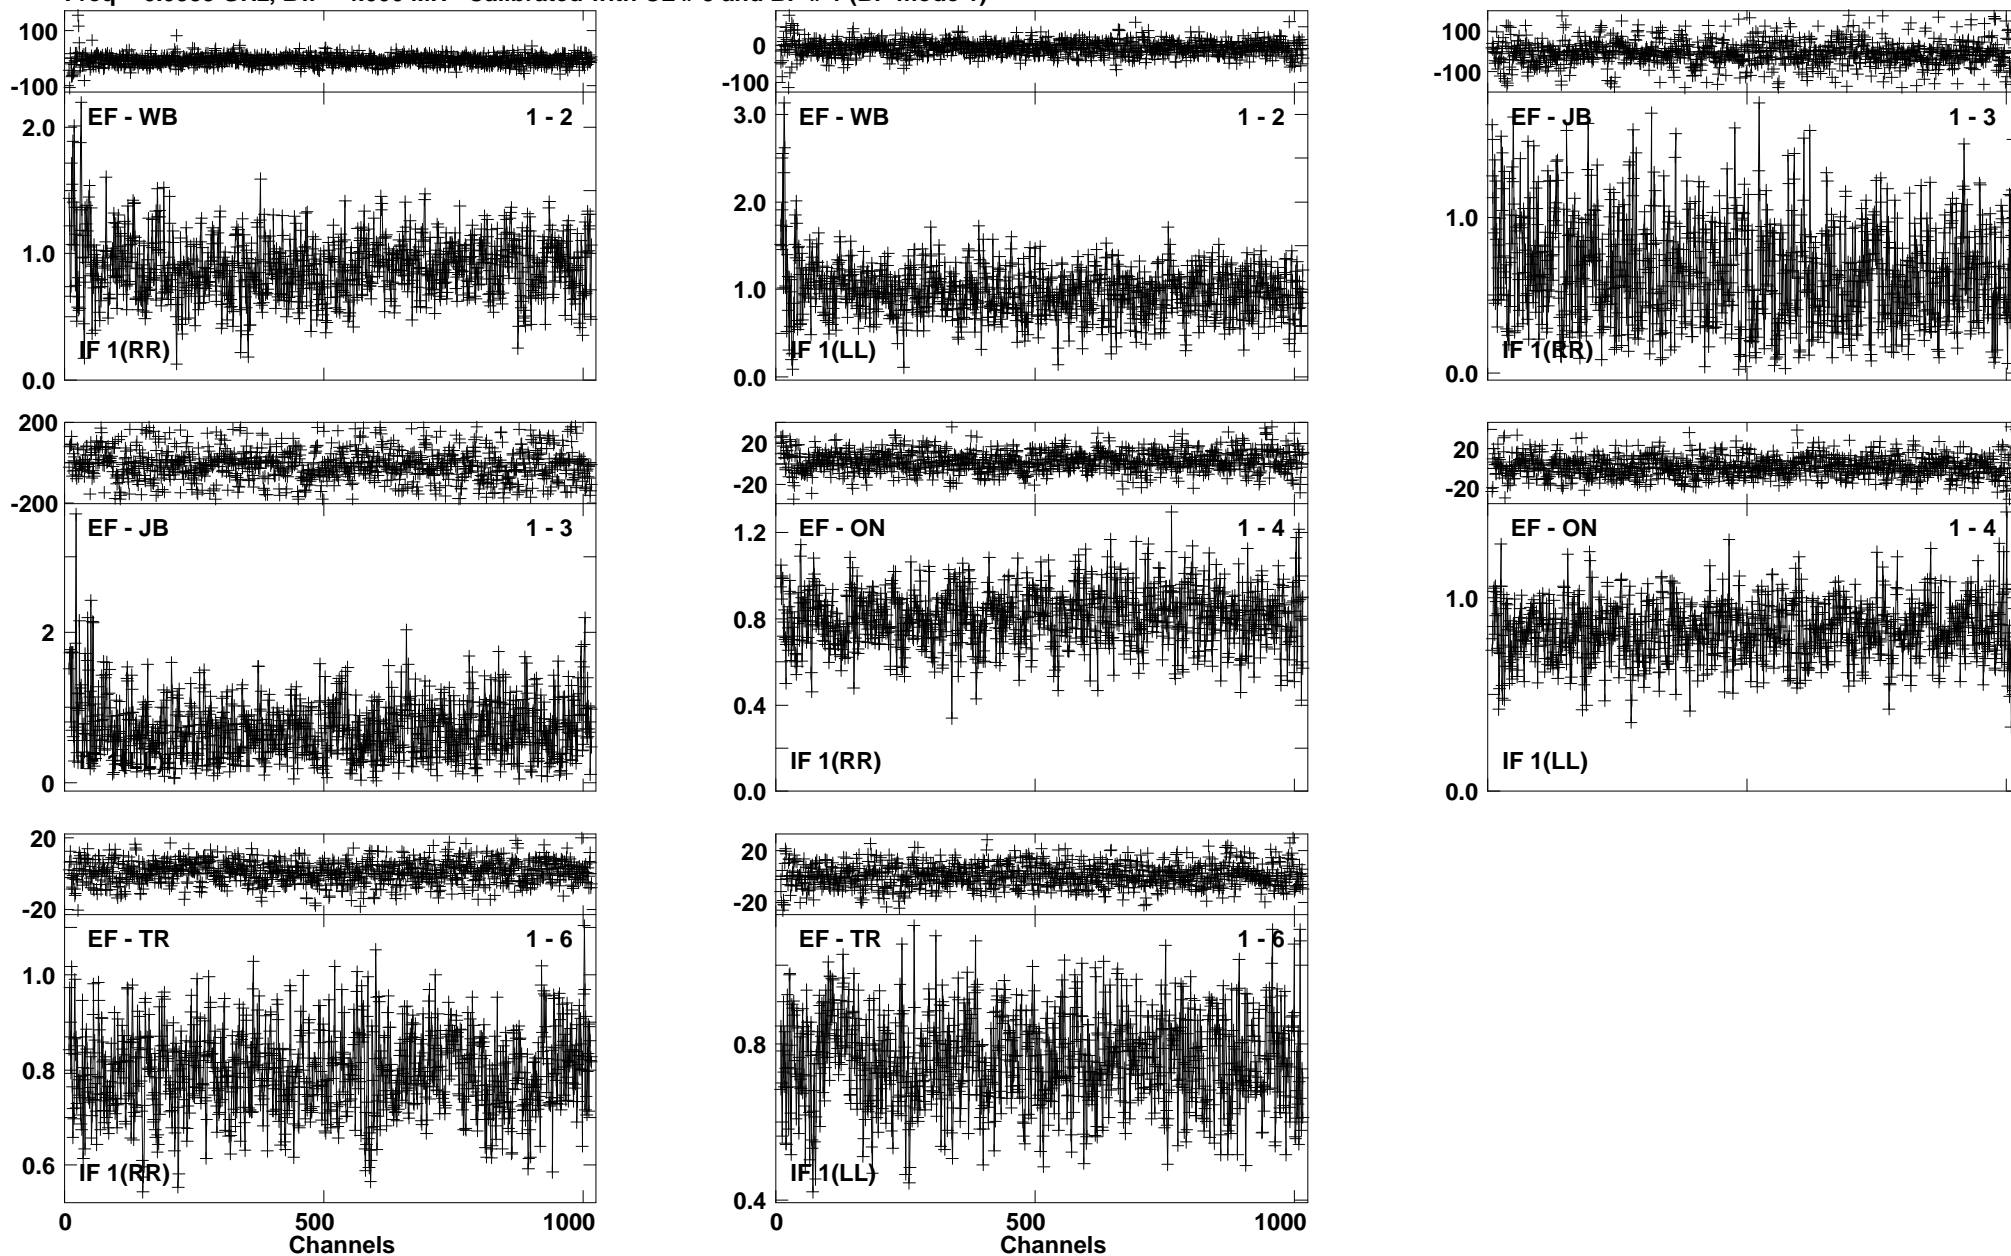 100
-100
EF - WB 1 - 2
2.0
1.0
IF 1(RR)
0.0
0
-100
EF - WB 1 - 2
3.0
2.0
1.0
IF 1(LL)
0.0
100
-100
EF - JB 1 - 3
1.0
IF 1(RR)
0.0
200
-200
EF - JB 1 - 3
2
0
20
-20
EF - ON 1 - 4
1.2
0.8
0.4
IF 1(RR)
0.0
20
-20
EF - ON 1 - 4
1.0
IF 1(LL)
0.0
20
-20
EF - TR 1 - 6
1.0
0.8
0.6
IF 1(RR)
0 500 1000
Channels
20
-20
EF - TR 1 - 6
0.8
IF 1(LL)
0.4
0 500 1000
Channels